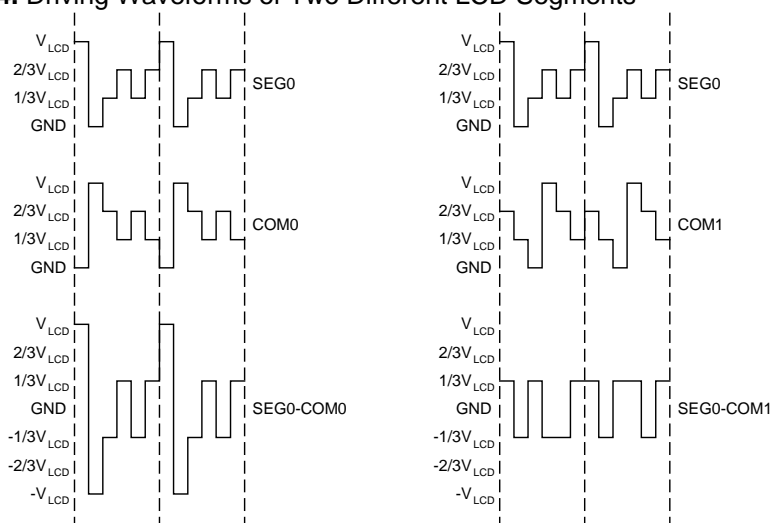 Driving Waveforms of Two Different LCD Segments
VLCD
2/3VLCD
1/3VLCD
GND
SEG0
VLCD
2/3VLCD
1/3VLCD
GND
COM0
VLCD
2/3VLCD
1/3VLCD
GND
-1/3VLCD
-2/3VLCD
-VLCD
SEG0-COM0
VLCD
2/3VLCD
1/3VLCD
GND
SEG0
VLCD
2/3VLCD
1/3VLCD
GND
COM1
VLCD
2/3VLCD
1/3VLCD
GND
-1/3VLCD
-2/3VLCD
-VLCD
SEG0-COM1